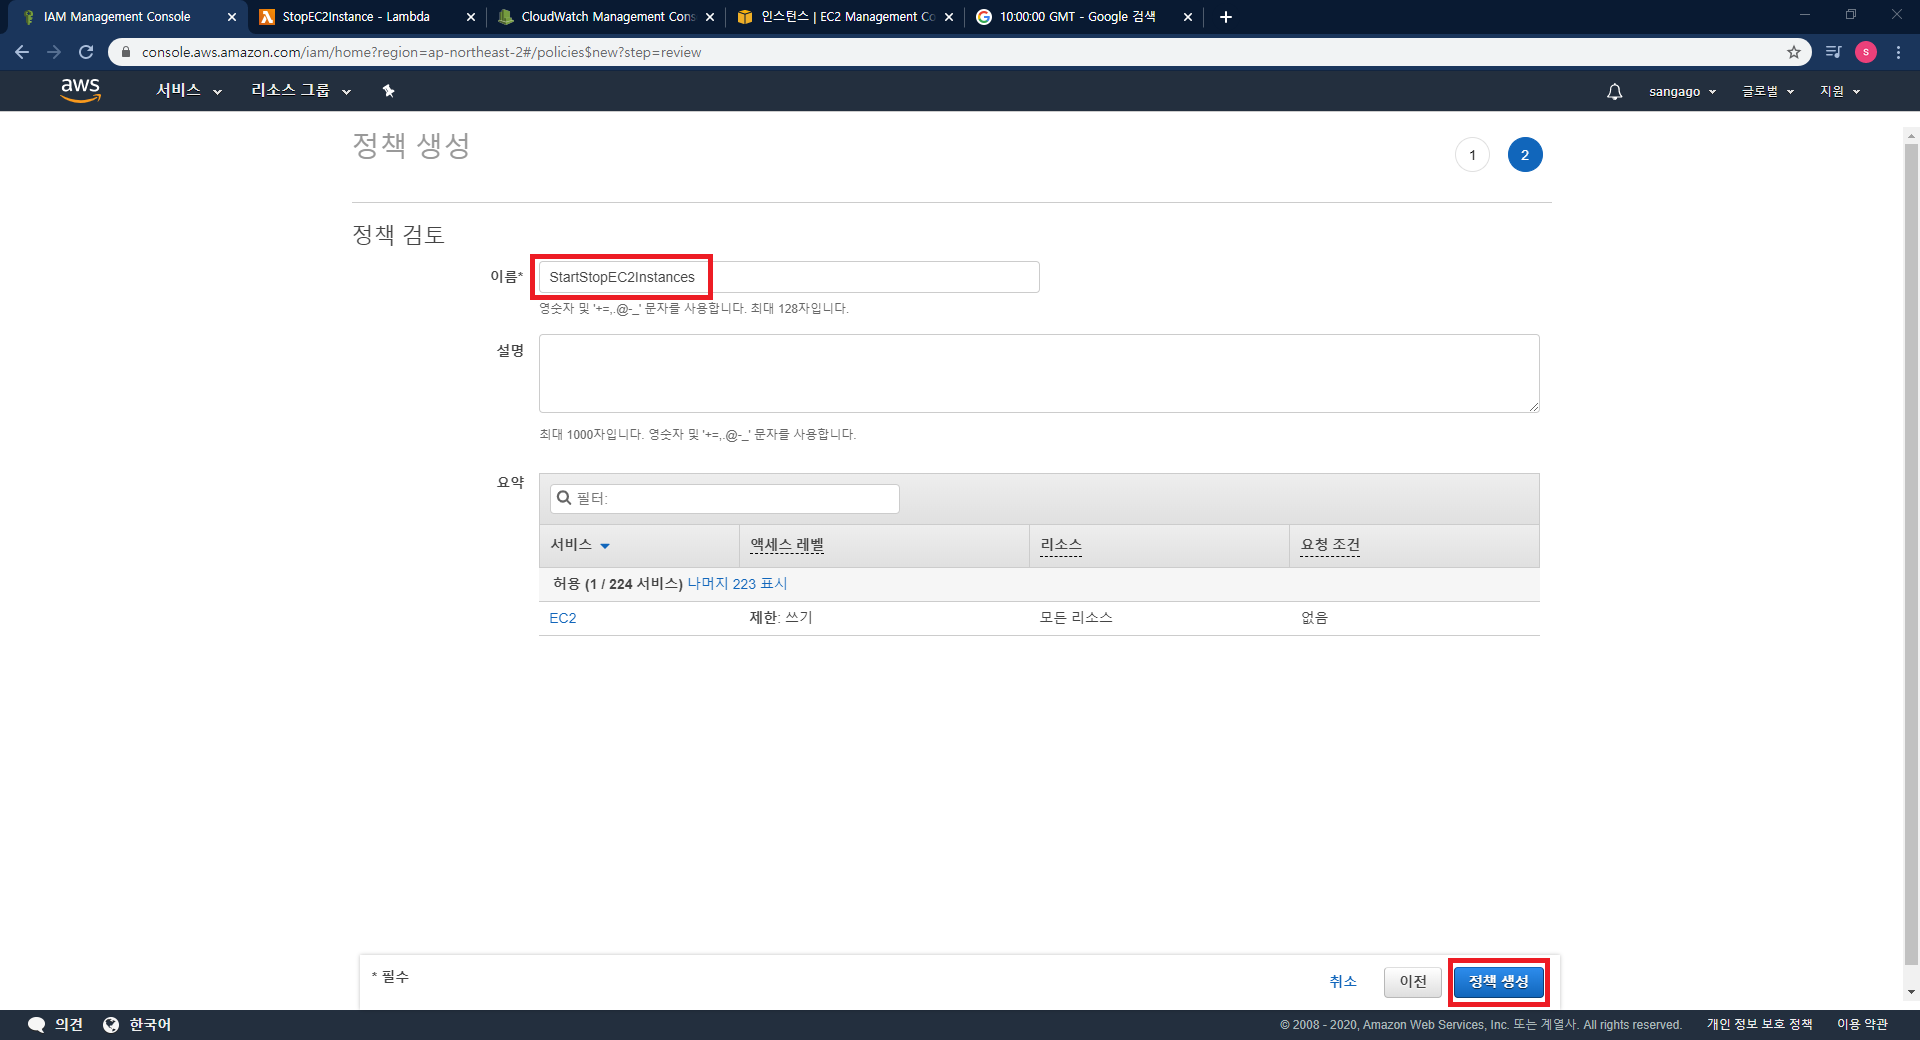 IAM Management Console
StopEC2Instance - Lambda
CloudWatch Management Cons
인스턴스 | EC2 Management Co
10:00:00 GMT - Google 검색
console.aws.amazon.com/iam/home?region=ap-northeast-2#/policies$new?step=review
s
aws
서비스
리소스 그룹
sangago
글로벌
지원
정책 생성
1
2
정책 검토
이름*
StartStopEC2Instances
영숫자 및 '+=,.@-_' 문자를 사용합니다. 최대 128자입니다.
설명
최대 1000자입니다. 영숫자 및 '+=,.@-_' 문자를 사용합니다.
요약
필터:
서비스
액세스 레벨
리소스
요청 조건
허용 (1 / 224 서비스) 나머지 223 표시
EC2
제한: 쓰기
모든 리소스
없음
* 필수
취소
이전
정책 생성
의견
한국어
© 2008 - 2020, Amazon Web Services, Inc. 또는 계열사. All rights reserved.
개인 정보 보호 정책
이용 약관